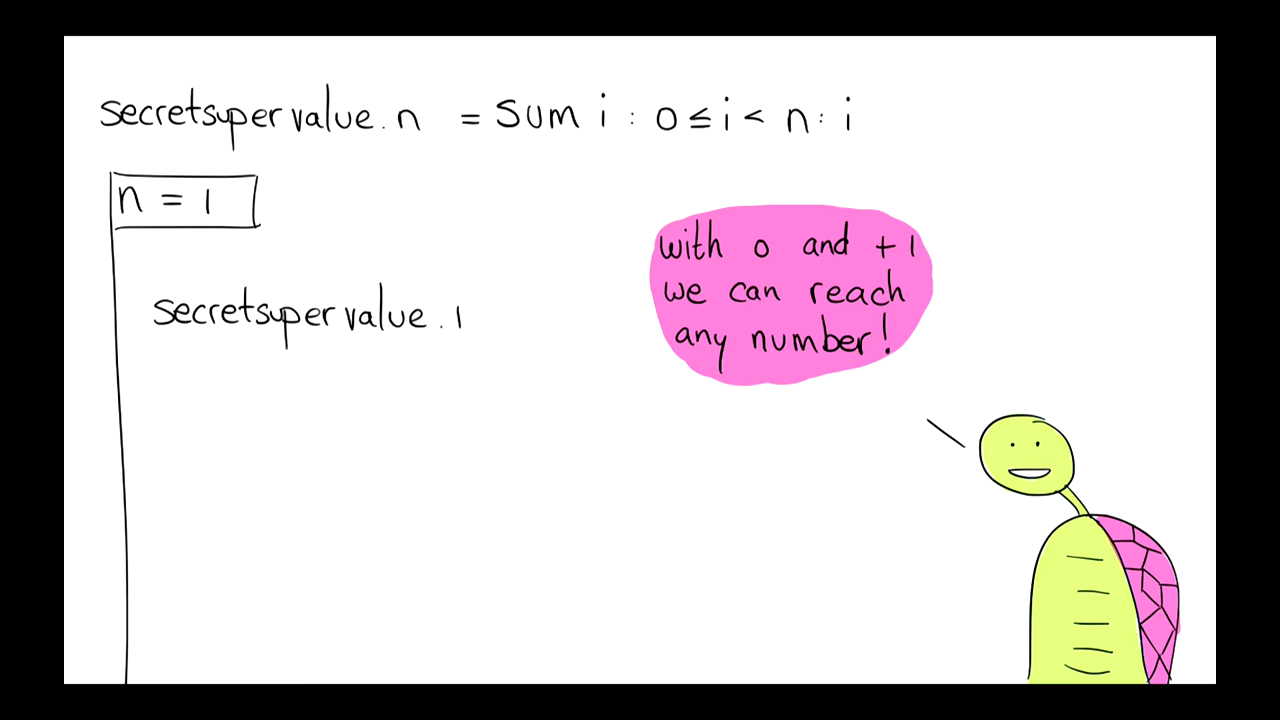 secretsupervalue.n = sum i : 0 ≤ i < n : i
n = 1
secretsupervalue.1
with 0 and +1
we can reach
any number!